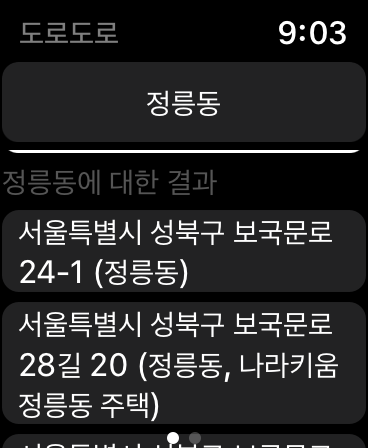 도로도로 9:03
정릉동
정릉동에 대한 결과
서울특별시 성북구 보국문로
24-1 (정릉동)
서울특별시 성북구 보국문로
28길 20 (정릉동, 나라키움
정릉동 주택)